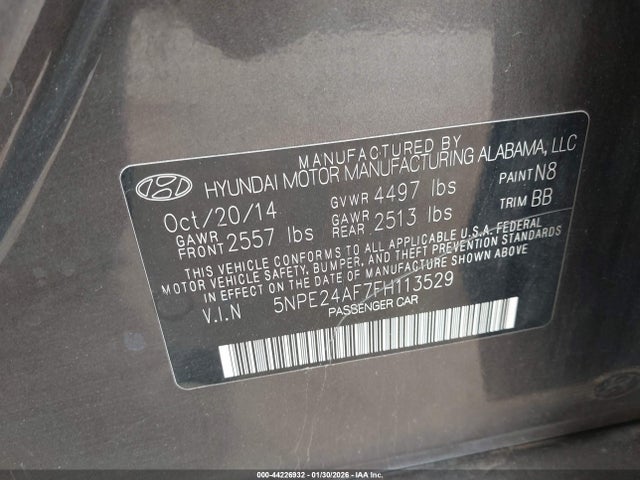 MANUFACTURED BY
HYUNDAI MOTOR MANUFACTURING ALABAMA, LLC
Oct/20/14 GVWR 4497 lbs PAINT N8
GAWR FRONT 2557 lbs GAWR REAR 2513 lbs TRIM BB
THIS VEHICLE CONFORMS TO ALL APPLICABLE U.S.A. FEDERAL
MOTOR VEHICLE SAFETY, BUMPER, AND THEFT PREVENTION STANDARDS
IN EFFECT ON THE DATE OF MANUFACTURE SHOWN ABOVE.
V.I.N 5NPE24AF7FH113529
PASSENGER CAR
000-44226932 - 01/30/2026 - IAA Inc.